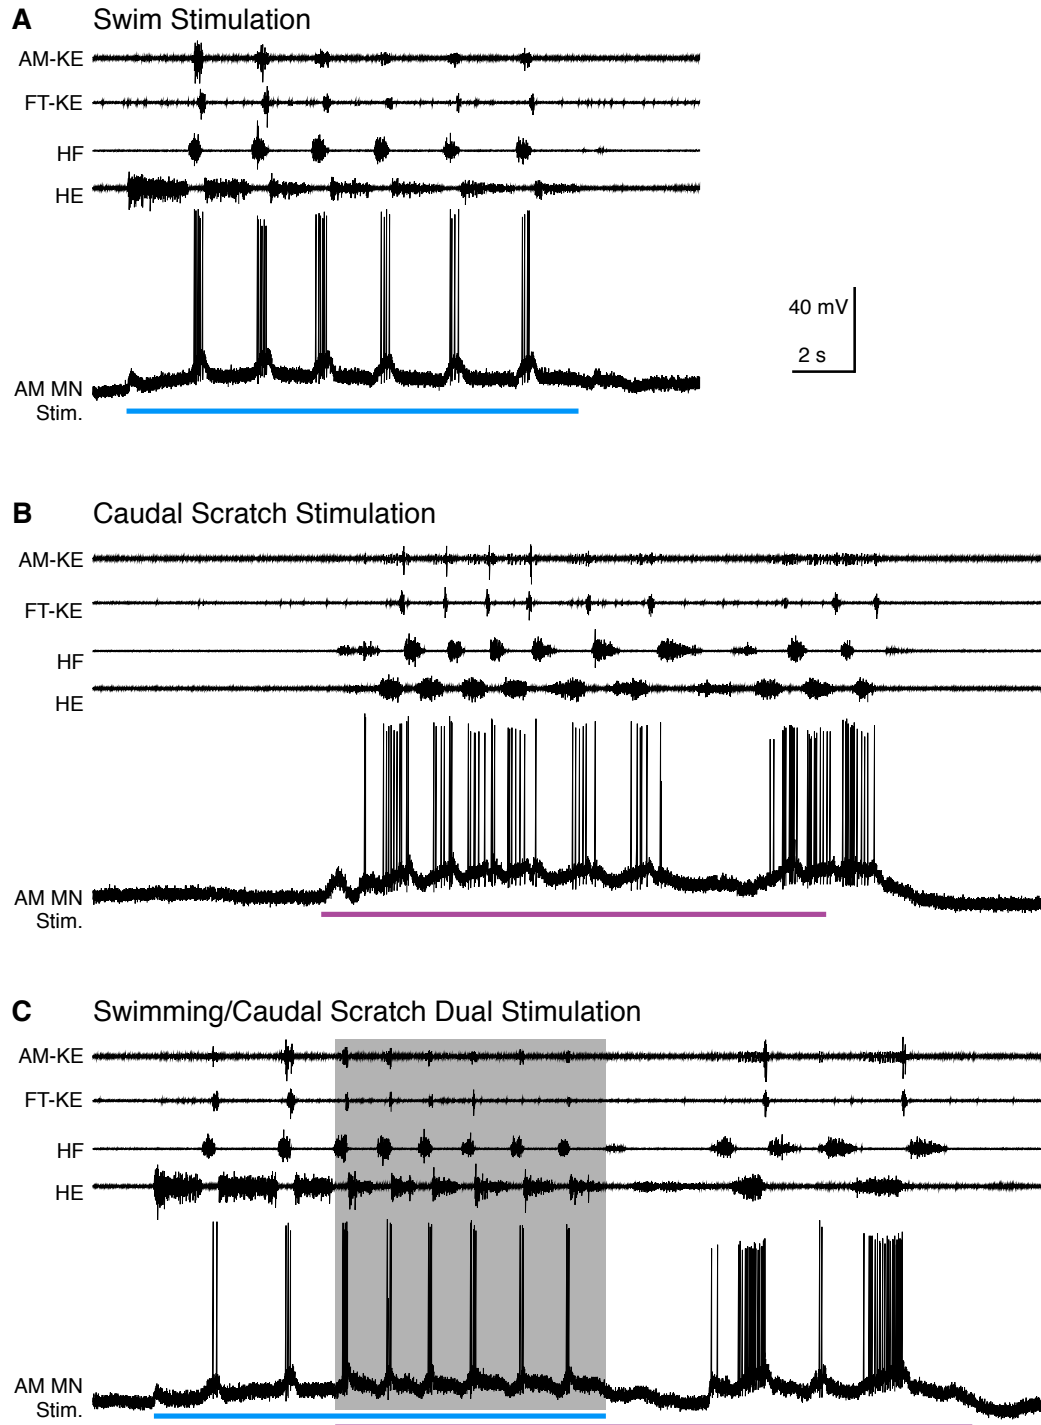 A Swim Stimulation
AM-KE
FT-KE
HF
HE
40 mV
2 s
AM MN
Stim.
B Caudal Scratch Stimulation
AM-KE
FT-KE
HF
HE
AM MN
Stim.
C Swimming/Caudal Scratch Dual Stimulation
AM-KE
FT-KE
HF
HE
AM MN
Stim.